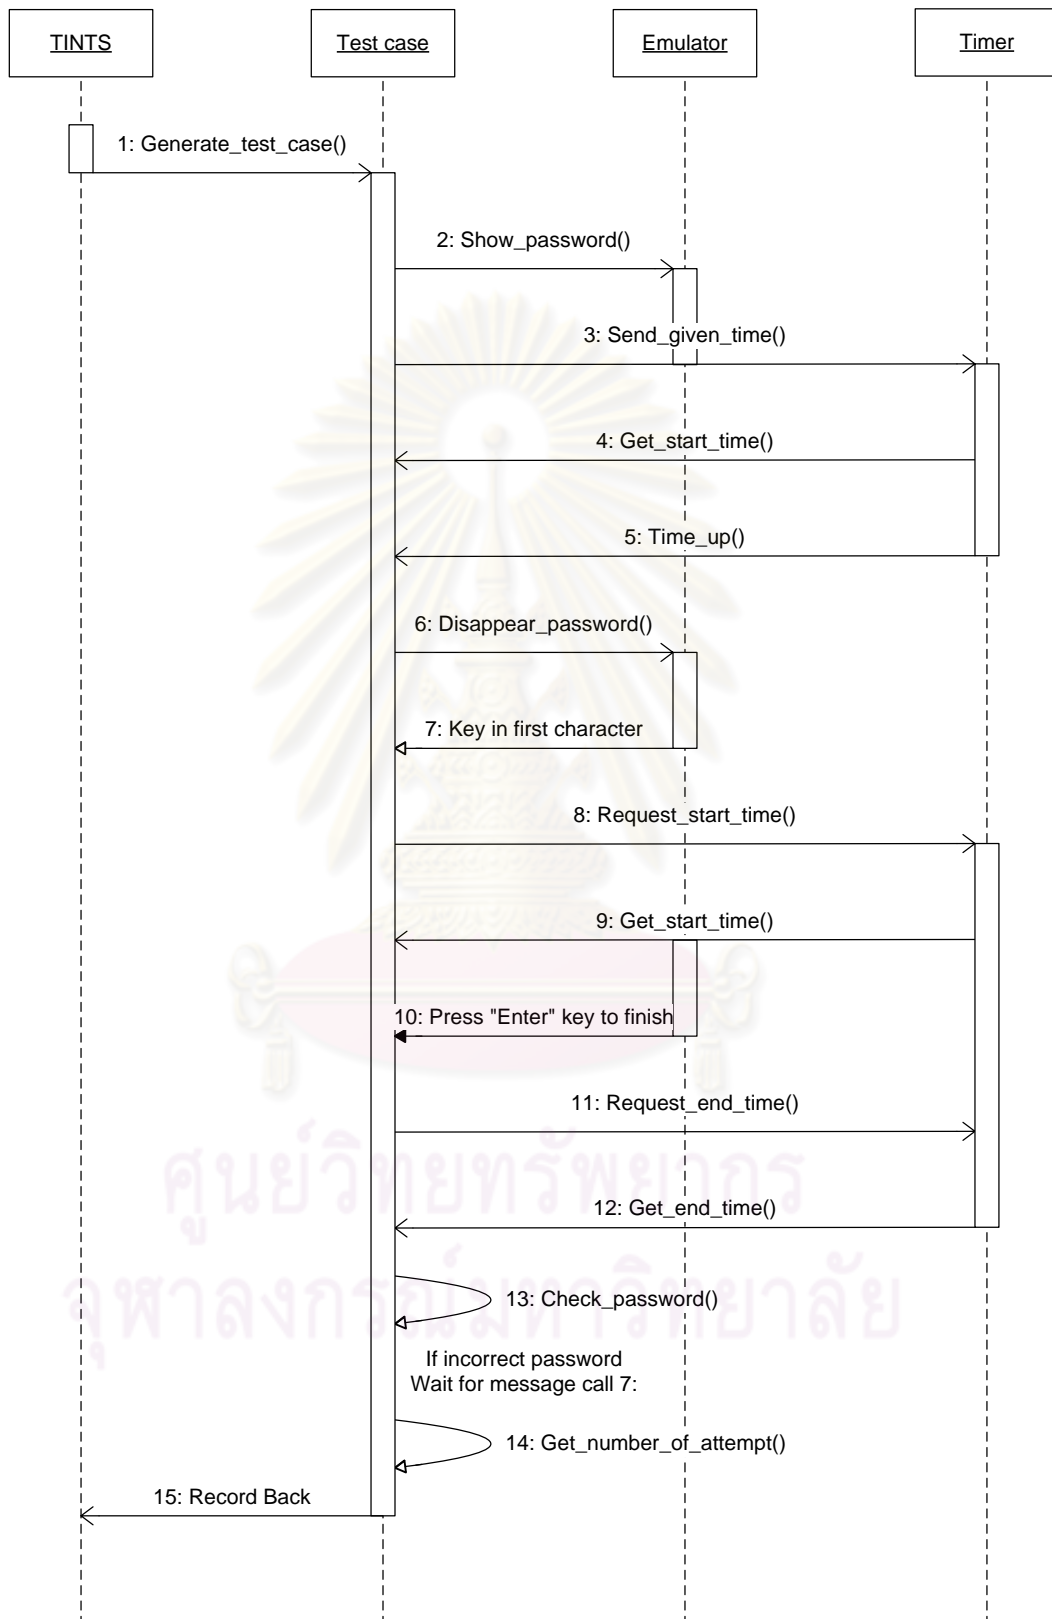 TINTS
Test case
Emulator
Timer
1: Generate_test_case()
2: Show_password()
3: Send_given_time()
4: Get_start_time()
5: Time_up()
6: Disappear_password()
7: Key in first character
8: Request_start_time()
9: Get_start_time()
10: Press "Enter" key to finish
11: Request_end_time()
ศูนย์วิทยทรัพยากร
12: Get_end_time()
จุฬาลงกรณ์มหาวิทยาลัย
13: Check_password()
If incorrect password
Wait for message call 7:
14: Get_number_of_attempt()
15: Record Back